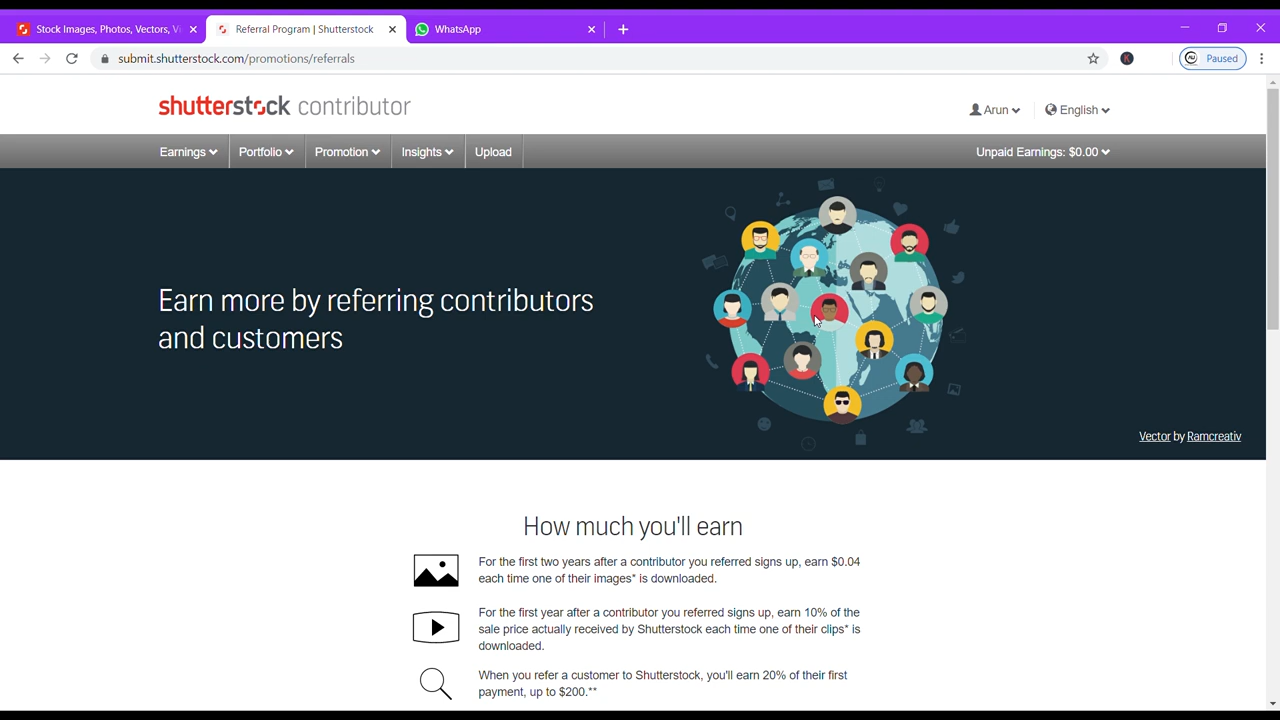 Stock Images, Photos, Vectors, V
Referral Program | Shutterstock
WhatsApp
submit.shutterstock.com/promotions/referrals
K
Paused
shutterstock contributor
Arun
English
Earnings
Portfolio
Promotion
Insights
Upload
Unpaid Earnings: $0.00
Earn more by referring contributors
and customers
Vector by Ramcreativ
How much you'll earn
For the first two years after a contributor you referred signs up, earn $0.04
each time one of their images* is downloaded.
For the first year after a contributor you referred signs up, earn 10% of the
sale price actually received by Shutterstock each time one of their clips* is
downloaded.
When you refer a customer to Shutterstock, you'll earn 20% of their first
payment, up to $200.**